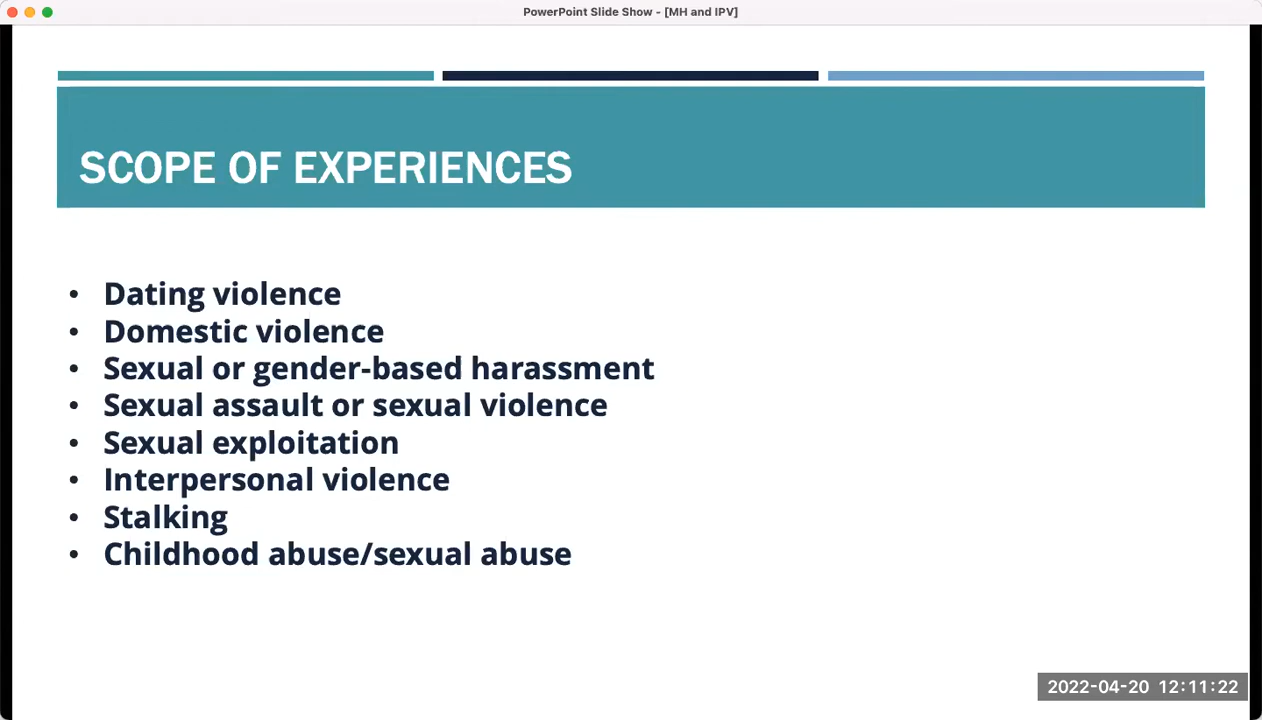 PowerPoint Slide Show - [MH and IPV]
SCOPE OF EXPERIENCES
• Dating violence
• Domestic violence
• Sexual or gender-based harassment
• Sexual assault or sexual violence
• Sexual exploitation
• Interpersonal violence
• Stalking
• Childhood abuse/sexual abuse
2022-04-20 12:11:22